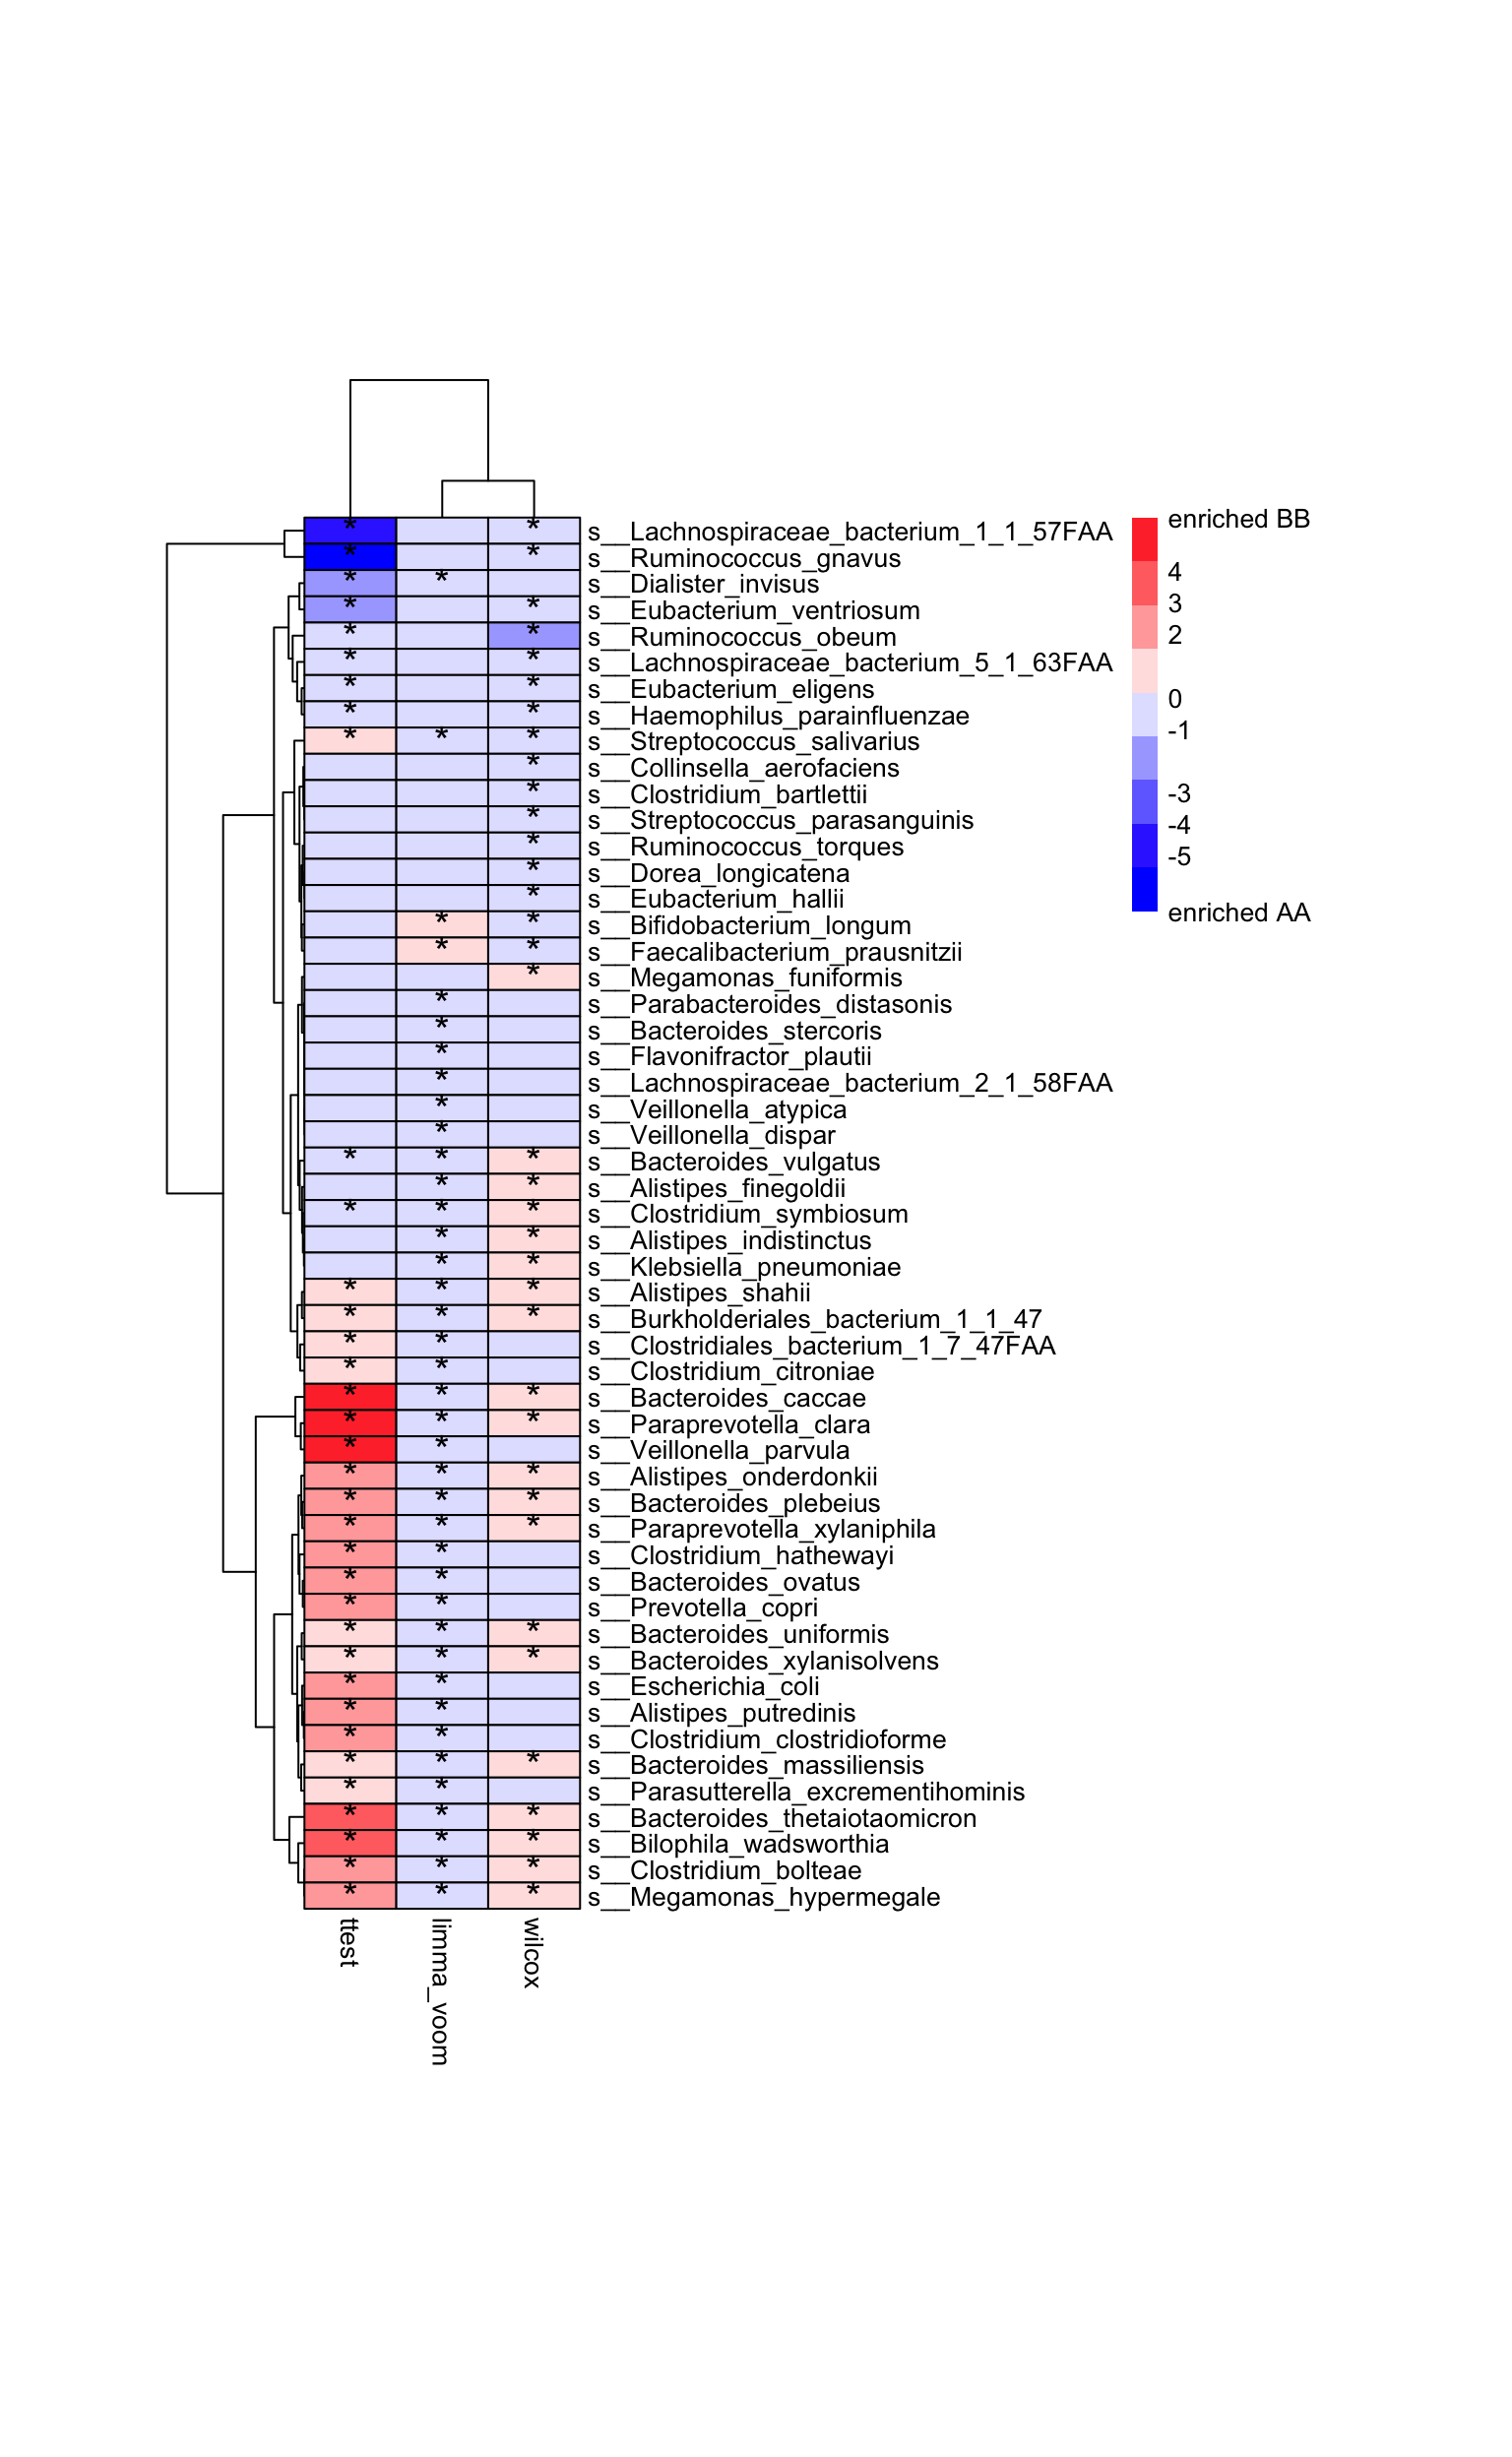 s__Lachnospiraceae_bacterium_1_1_57FAA
s__Ruminococcus_gnavus
s__Dialister_invisus
s__Eubacterium_ventriosum
s__Ruminococcus_obeum
s__Lachnospiraceae_bacterium_5_1_63FAA
s__Eubacterium_eligens
s__Haemophilus_parainfluenzae
s__Streptococcus_salivarius
s__Collinsella_aerofaciens
s__Clostridium_bartlettii
s__Streptococcus_parasanguinis
s__Ruminococcus_torques
s__Dorea_longicatena
s__Eubacterium_hallii
s__Bifidobacterium_longum
s__Faecalibacterium_prausnitzii
s__Megamonas_funiformis
s__Parabacteroides_distasonis
s__Bacteroides_stercoris
s__Flavonifractor_plautii
s__Lachnospiraceae_bacterium_2_1_58FAA
s__Veillonella_atypica
s__Veillonella_dispar
s__Bacteroides_vulgatus
s__Alistipes_finegoldii
s__Clostridium_symbiosum
s__Alistipes_indistinctus
s__Klebsiella_pneumoniae
s__Alistipes_shahii
s__Burkholderiales_bacterium_1_1_47
s__Clostridiales_bacterium_1_7_47FAA
s__Clostridium_citroniae
s__Bacteroides_caccae
s__Paraprevotella_clara
s__Veillonella_parvula
s__Alistipes_onderdonkii
s__Bacteroides_plebeius
s__Paraprevotella_xylaniphila
s__Clostridium_hathewayi
s__Bacteroides_ovatus
s__Prevotella_copri
s__Bacteroides_uniformis
s__Bacteroides_xylanisolvens
s__Escherichia_coli
s__Alistipes_putredinis
s__Clostridium_clostridioforme
s__Bacteroides_massiliensis
s__Parasutterella_excrementihominis
s__Bacteroides_thetaiotaomicron
s__Bilophila_wadsworthia
s__Clostridium_bolteae
s__Megamonas_hypermegale
ttest
limma_voom
wilcox
enriched BB
4
3
2
0
-1
-3
-4
-5
enriched AA